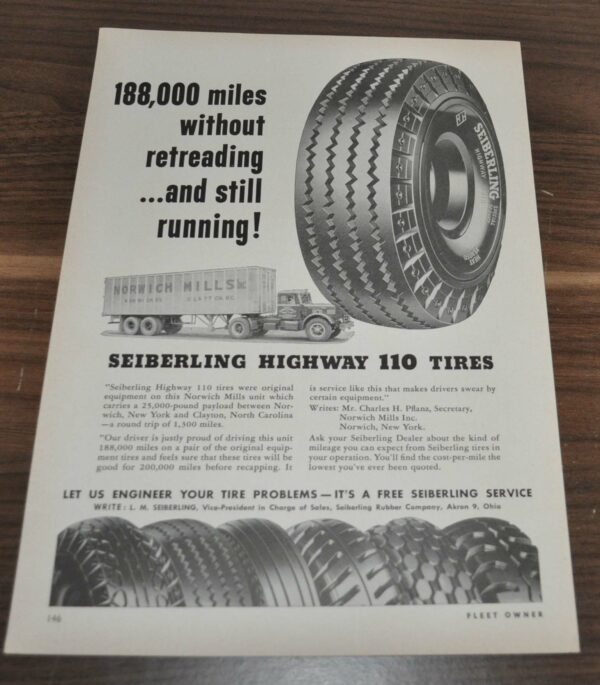 188,000 miles
without
retreading
...and still
running!
SEIBERLING
HIGHWAY
SPECIAL
NORWICH MILLS INC
SEIBERLING HIGHWAY 110 TIRES
"Seiberling Highway 110 tires were original
equipment on this Norwich Mills unit which
carries a 25,000-pound payload between Nor-
wich, New York and Clayton, North Carolina
—a round trip of 1,500 miles.
"Our driver is justly proud of driving this unit
188,000 miles on a pair of the original equip-
ment tires and feels sure that these tires will be
good for 200,000 miles before recapping. It
is service like this that makes drivers swear by
certain equipment."
Writes: Mr. Charles H. Pflanz, Secretary,
Norwich Mills Inc.
Norwich, New York.
Ask your Seiberling Dealer about the kind of
mileage you can expect from Seiberling tires in
your operation. You'll find the cost-per-mile the
lowest you've ever been quoted.
LET US ENGINEER YOUR TIRE PROBLEMS—IT'S A FREE SEIBERLING SERVICE
WRITE: L. M. SEIBERLING, Vice-President in Charge of Sales, Seiberling Rubber Company, Akron 9, Ohio
146
FLEET OWNER